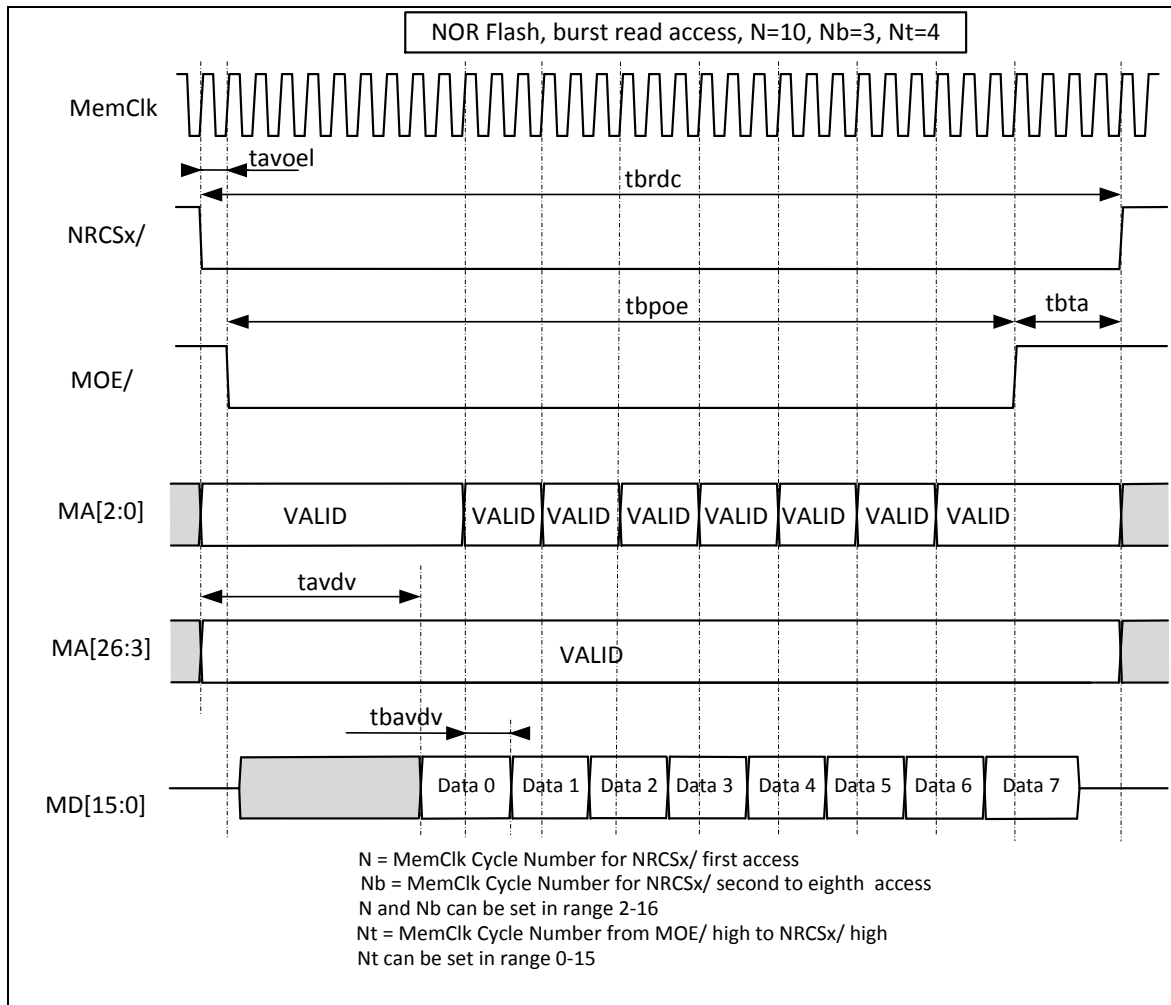 NOR Flash, burst read access, N=10, Nb=3, Nt=4
MemClk
tavoel
tbrdc
NRCSx/
tbpoe
tbta
MOE/
MA[2:0]
VALID VALID VALID VALID VALID VALID VALID VALID
tavdv
MA[26:3]
VALID
tbavdv
MD[15:0]
Data 0 Data 1 Data 2 Data 3 Data 4 Data 5 Data 6 Data 7
N = MemClk Cycle Number for NRCSx/ first access
Nb = MemClk Cycle Number for NRCSx/ second to eighth access
N and Nb can be set in range 2-16
Nt = MemClk Cycle Number from MOE/ high to NRCSx/ high
Nt can be set in range 0-15